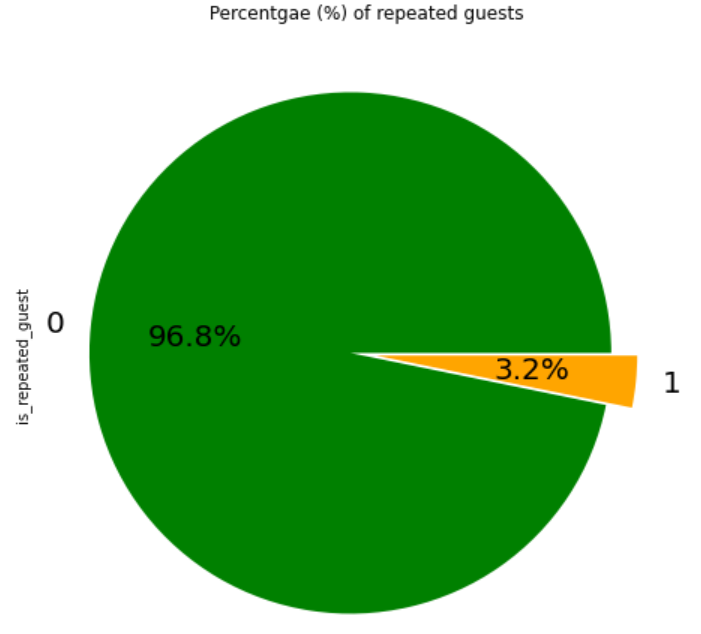 Percentgae (%) of repeated guests
is_repeated_guest
0
96.8%
3.2%
1